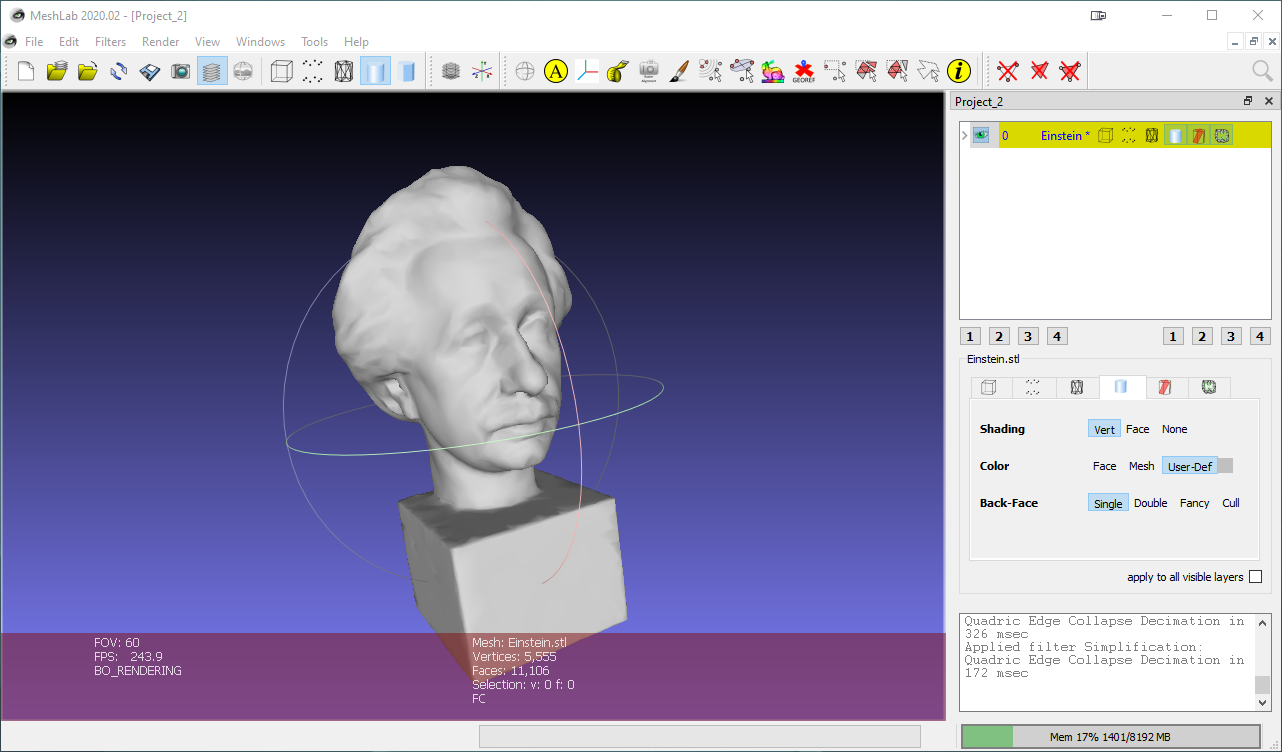 MeshLab 2020.02 - [Project_2]
File Edit Filters Render View Windows Tools Help
A GEOREF i
Project_2
0 Einstein *
1 2 3 4 1 2 3 4
Einstein.stl
Shading Vert Face None
Color Face Mesh User-Def
Back-Face Single Double Fancy Cull
apply to all visible layers
Quadric Edge Collapse Decimation in
326 msec
Applied filter Simplification:
Quadric Edge Collapse Decimation in
172 msec
FOV: 60
FPS: 243.9
BO_RENDERING
Mesh: Einstein.stl
Vertices: 5,555
Faces: 11,106
Selection: v: 0 f: 0
FC
Mem 17% 1401/8192 MB